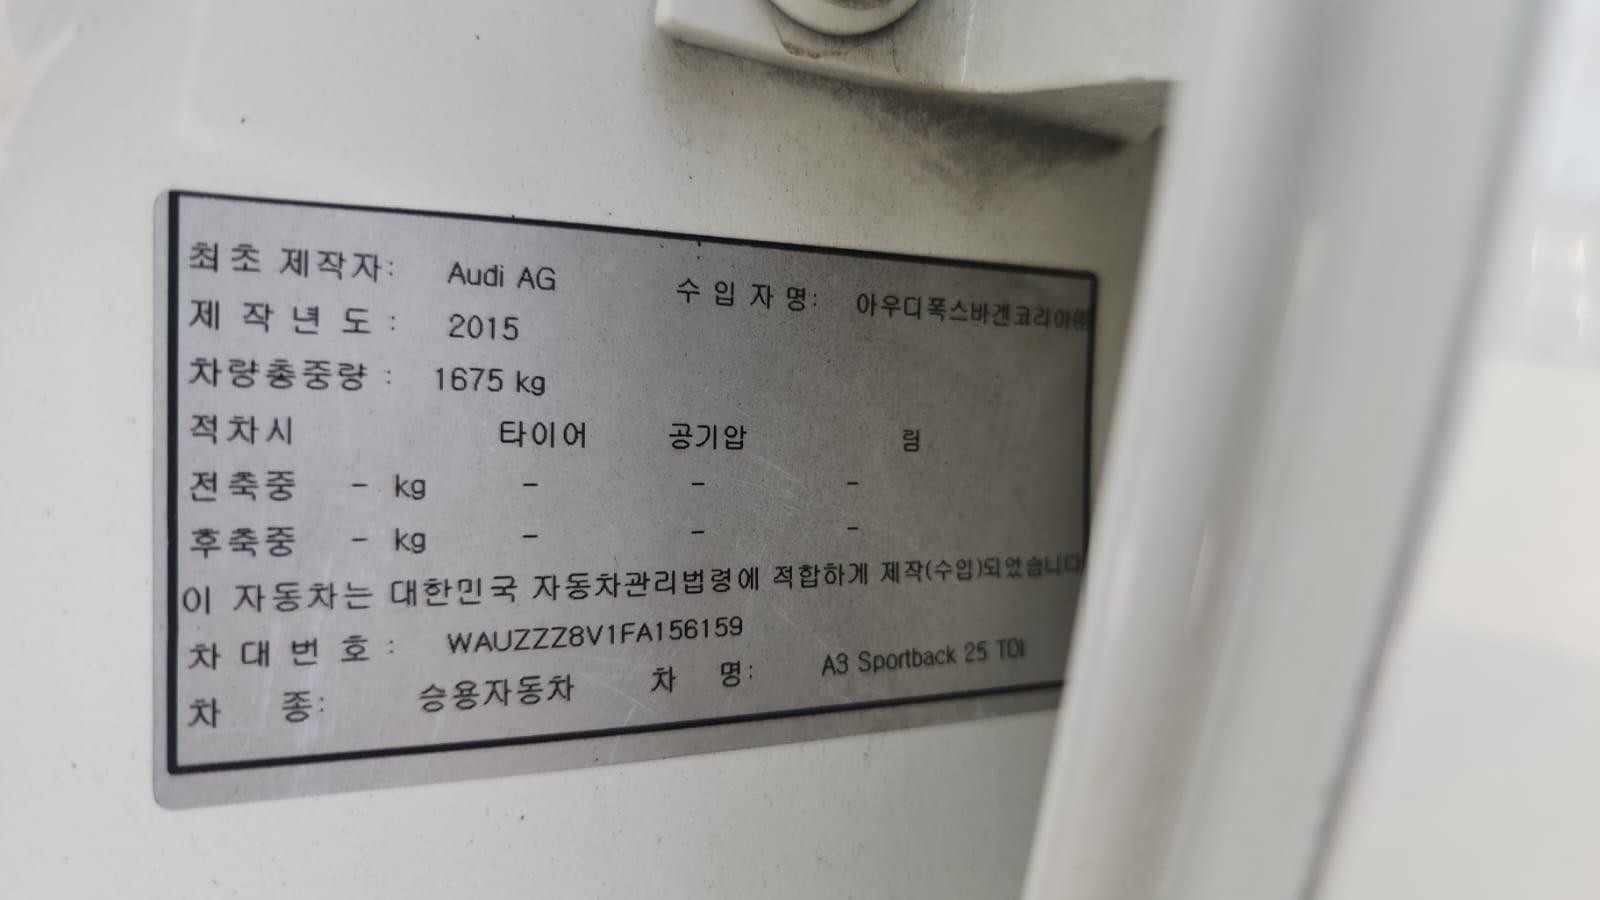 최초 제작자: Audi AG 수입자명: 아우디폭스바겐코리아㈜
제작년도: 2015
차량총중량: 1675 kg
적차시 타이어 공기압 림
전축중 - kg - - -
후축중 - kg - - -
이 자동차는 대한민국 자동차관리법령에 적합하게 제작(수입)되었습니다
차대번호: WAUZZZ8V1FA156159
차 종: 승용자동차 차 명: A3 Sportback 25 TDI